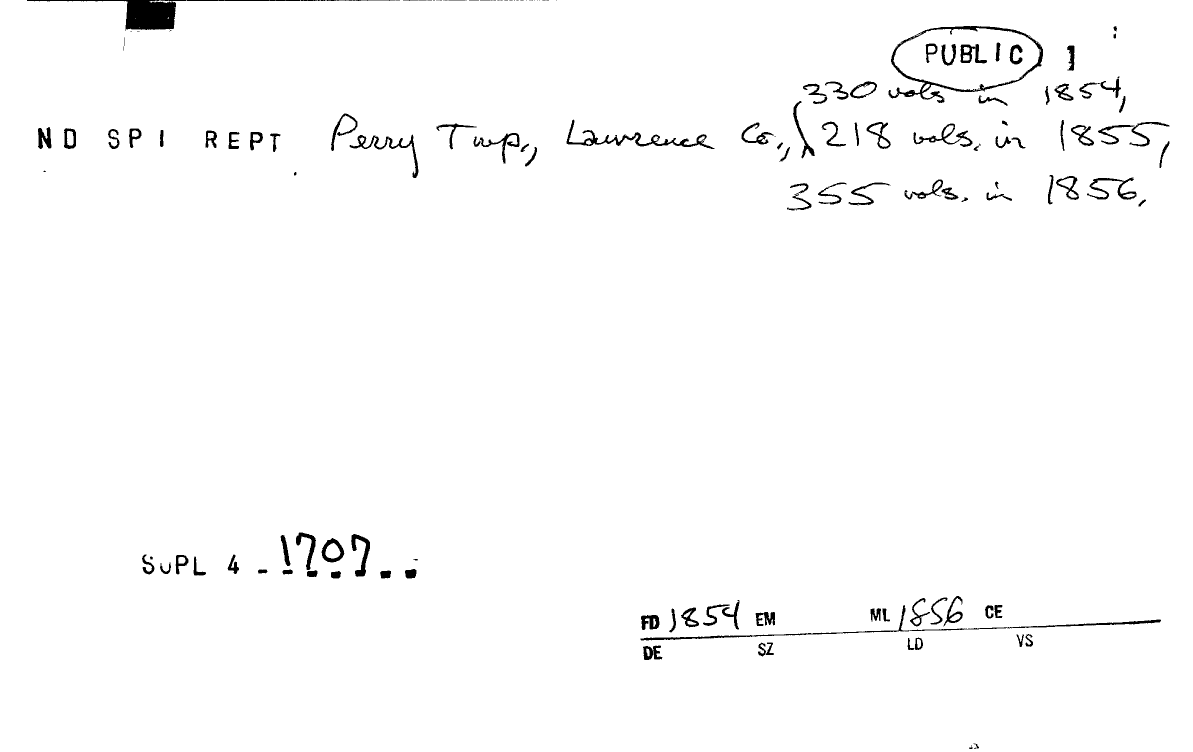 PUBLIC 1
330 vols in 1854,
ND SPI REPT Perry Twp., Lawrence Co., 218 vols. in 1855,
355 vols. in 1856.
SUPL 4 - 1707
FD 1854 EM ML 1856 CE
DE SZ LD VS